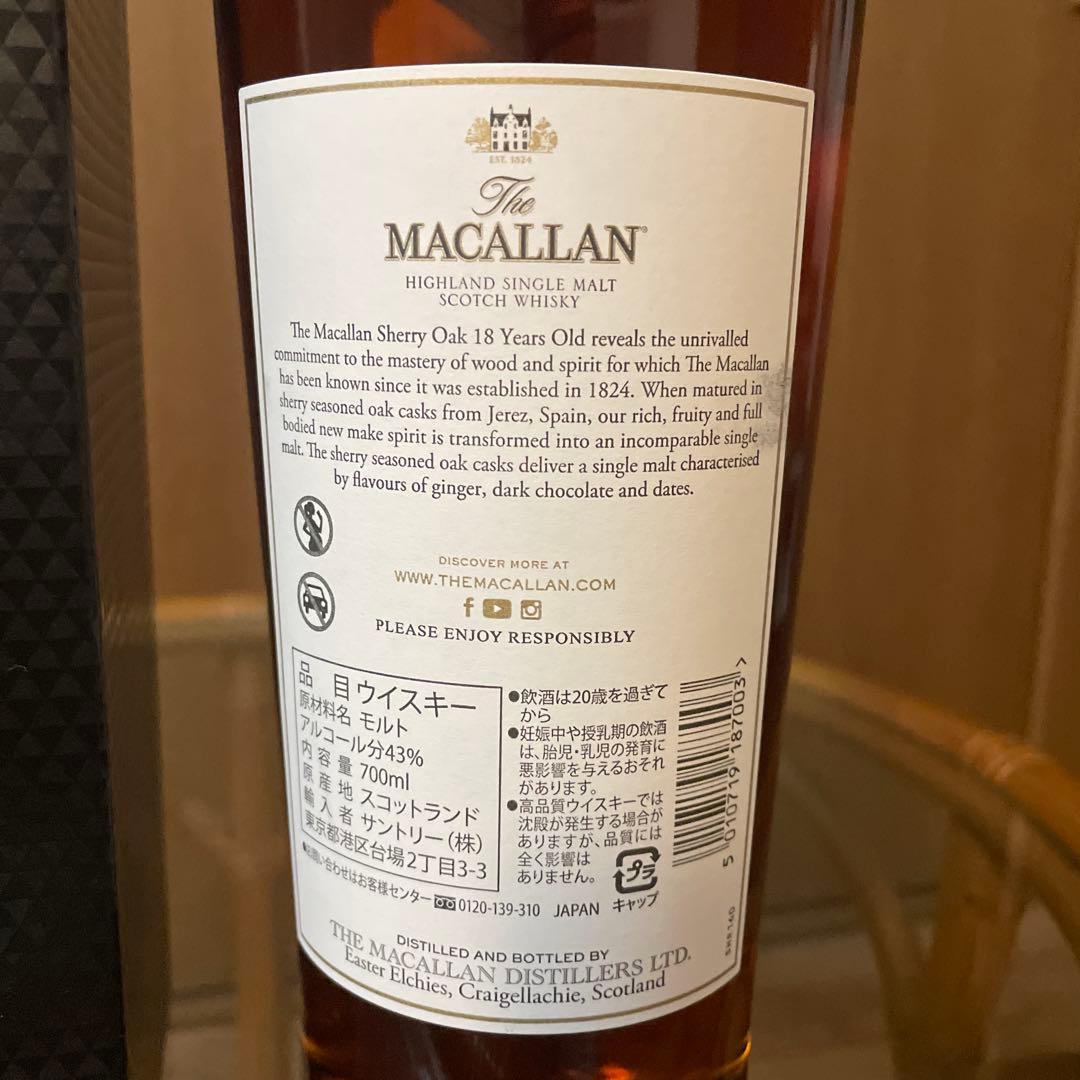 EST. 1824
The
MACALLAN®
HIGHLAND SINGLE MALT
SCOTCH WHISKY
The Macallan Sherry Oak 18 Years Old reveals the unrivalled
commitment to the mastery of wood and spirit for which The Macallan
has been known since it was established in 1824. When matured in
sherry seasoned oak casks from Jerez, Spain, our rich, fruity and full
bodied new make spirit is transformed into an incomparable single
malt. The sherry seasoned oak casks deliver a single malt characterised
by flavours of ginger, dark chocolate and dates.
DISCOVER MORE AT
WWW.THEMACALLAN.COM
PLEASE ENJOY RESPONSIBLY
品 目 ウイスキー
原材料名 モルト
アルコール分43%
内容量 700ml
原産地 スコットランド
輸入者 サントリー(株)
東京都港区台場2丁目3-3
●飲酒は20歳を過ぎて
から
●妊娠中や授乳期の飲酒
は、胎児・乳児の発育に
悪影響を与えるおそれ
があります。
●高品質ウイスキーでは
沈殿が発生する場合が
ありますが、品質には
全く影響は
ありません。
プラ
キャップ
5 010719 187003 >
●お問い合わせはお客様センター 0120-139-310 JAPAN
DISTILLED AND BOTTLED BY
THE MACALLAN DISTILLERS LTD.
Easter Elchies, Craigellachie, Scotland